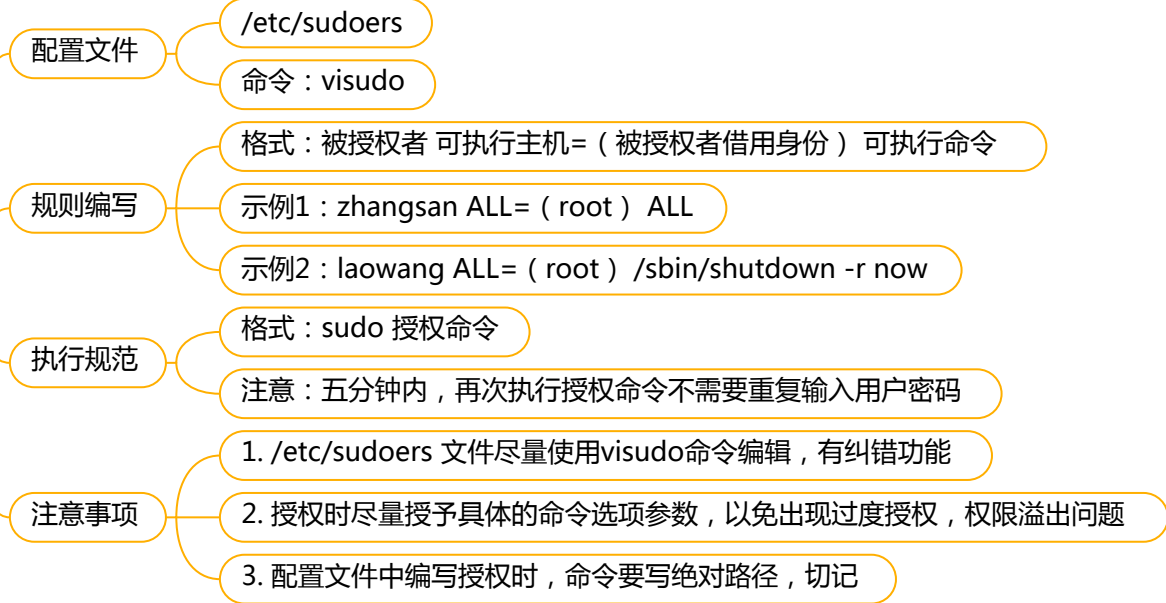 配置文件
/etc/sudoers
命令：visudo
规则编写
格式：被授权者 可执行主机=（被授权者借用身份） 可执行命令
示例1：zhangsan ALL=（root） ALL
示例2：laowang ALL=（root） /sbin/shutdown -r now
执行规范
格式：sudo 授权命令
注意：五分钟内，再次执行授权命令不需要重复输入用户密码
注意事项
1. /etc/sudoers 文件尽量使用visudo命令编辑，有纠错功能
2. 授权时尽量授予具体的命令选项参数，以免出现过度授权，权限溢出问题
3. 配置文件中编写授权时，命令要写绝对路径，切记